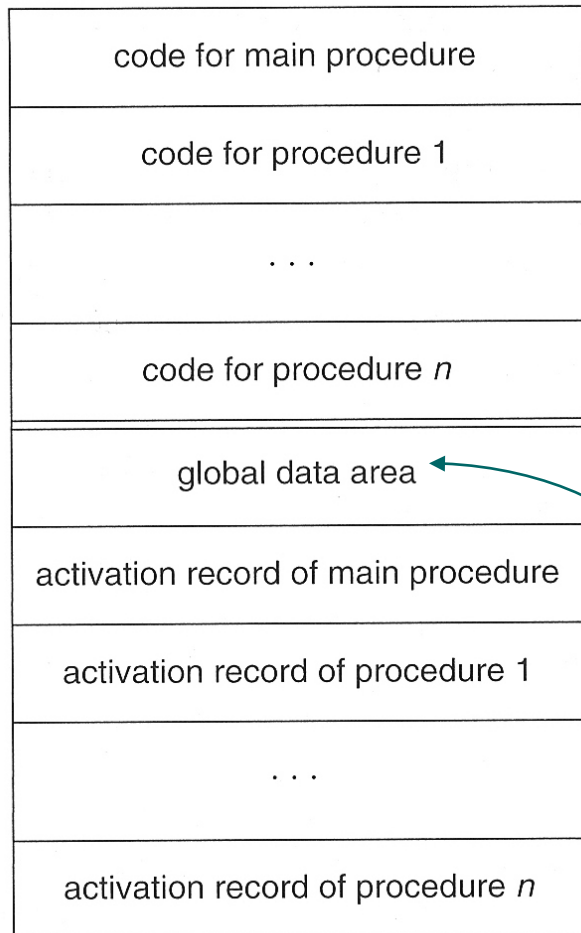 code for main procedure
code for procedure 1
. . .
code for procedure n
global data area
activation record of main procedure
activation record of procedure 1
. . .
activation record of procedure n